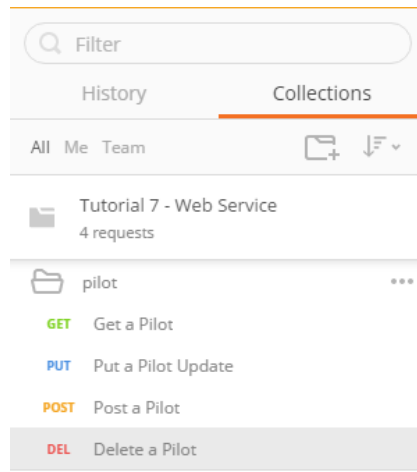 Filter
History Collections
All Me Team
Tutorial 7 - Web Service
4 requests
pilot
GET Get a Pilot
PUT Put a Pilot Update
POST Post a Pilot
DEL Delete a Pilot